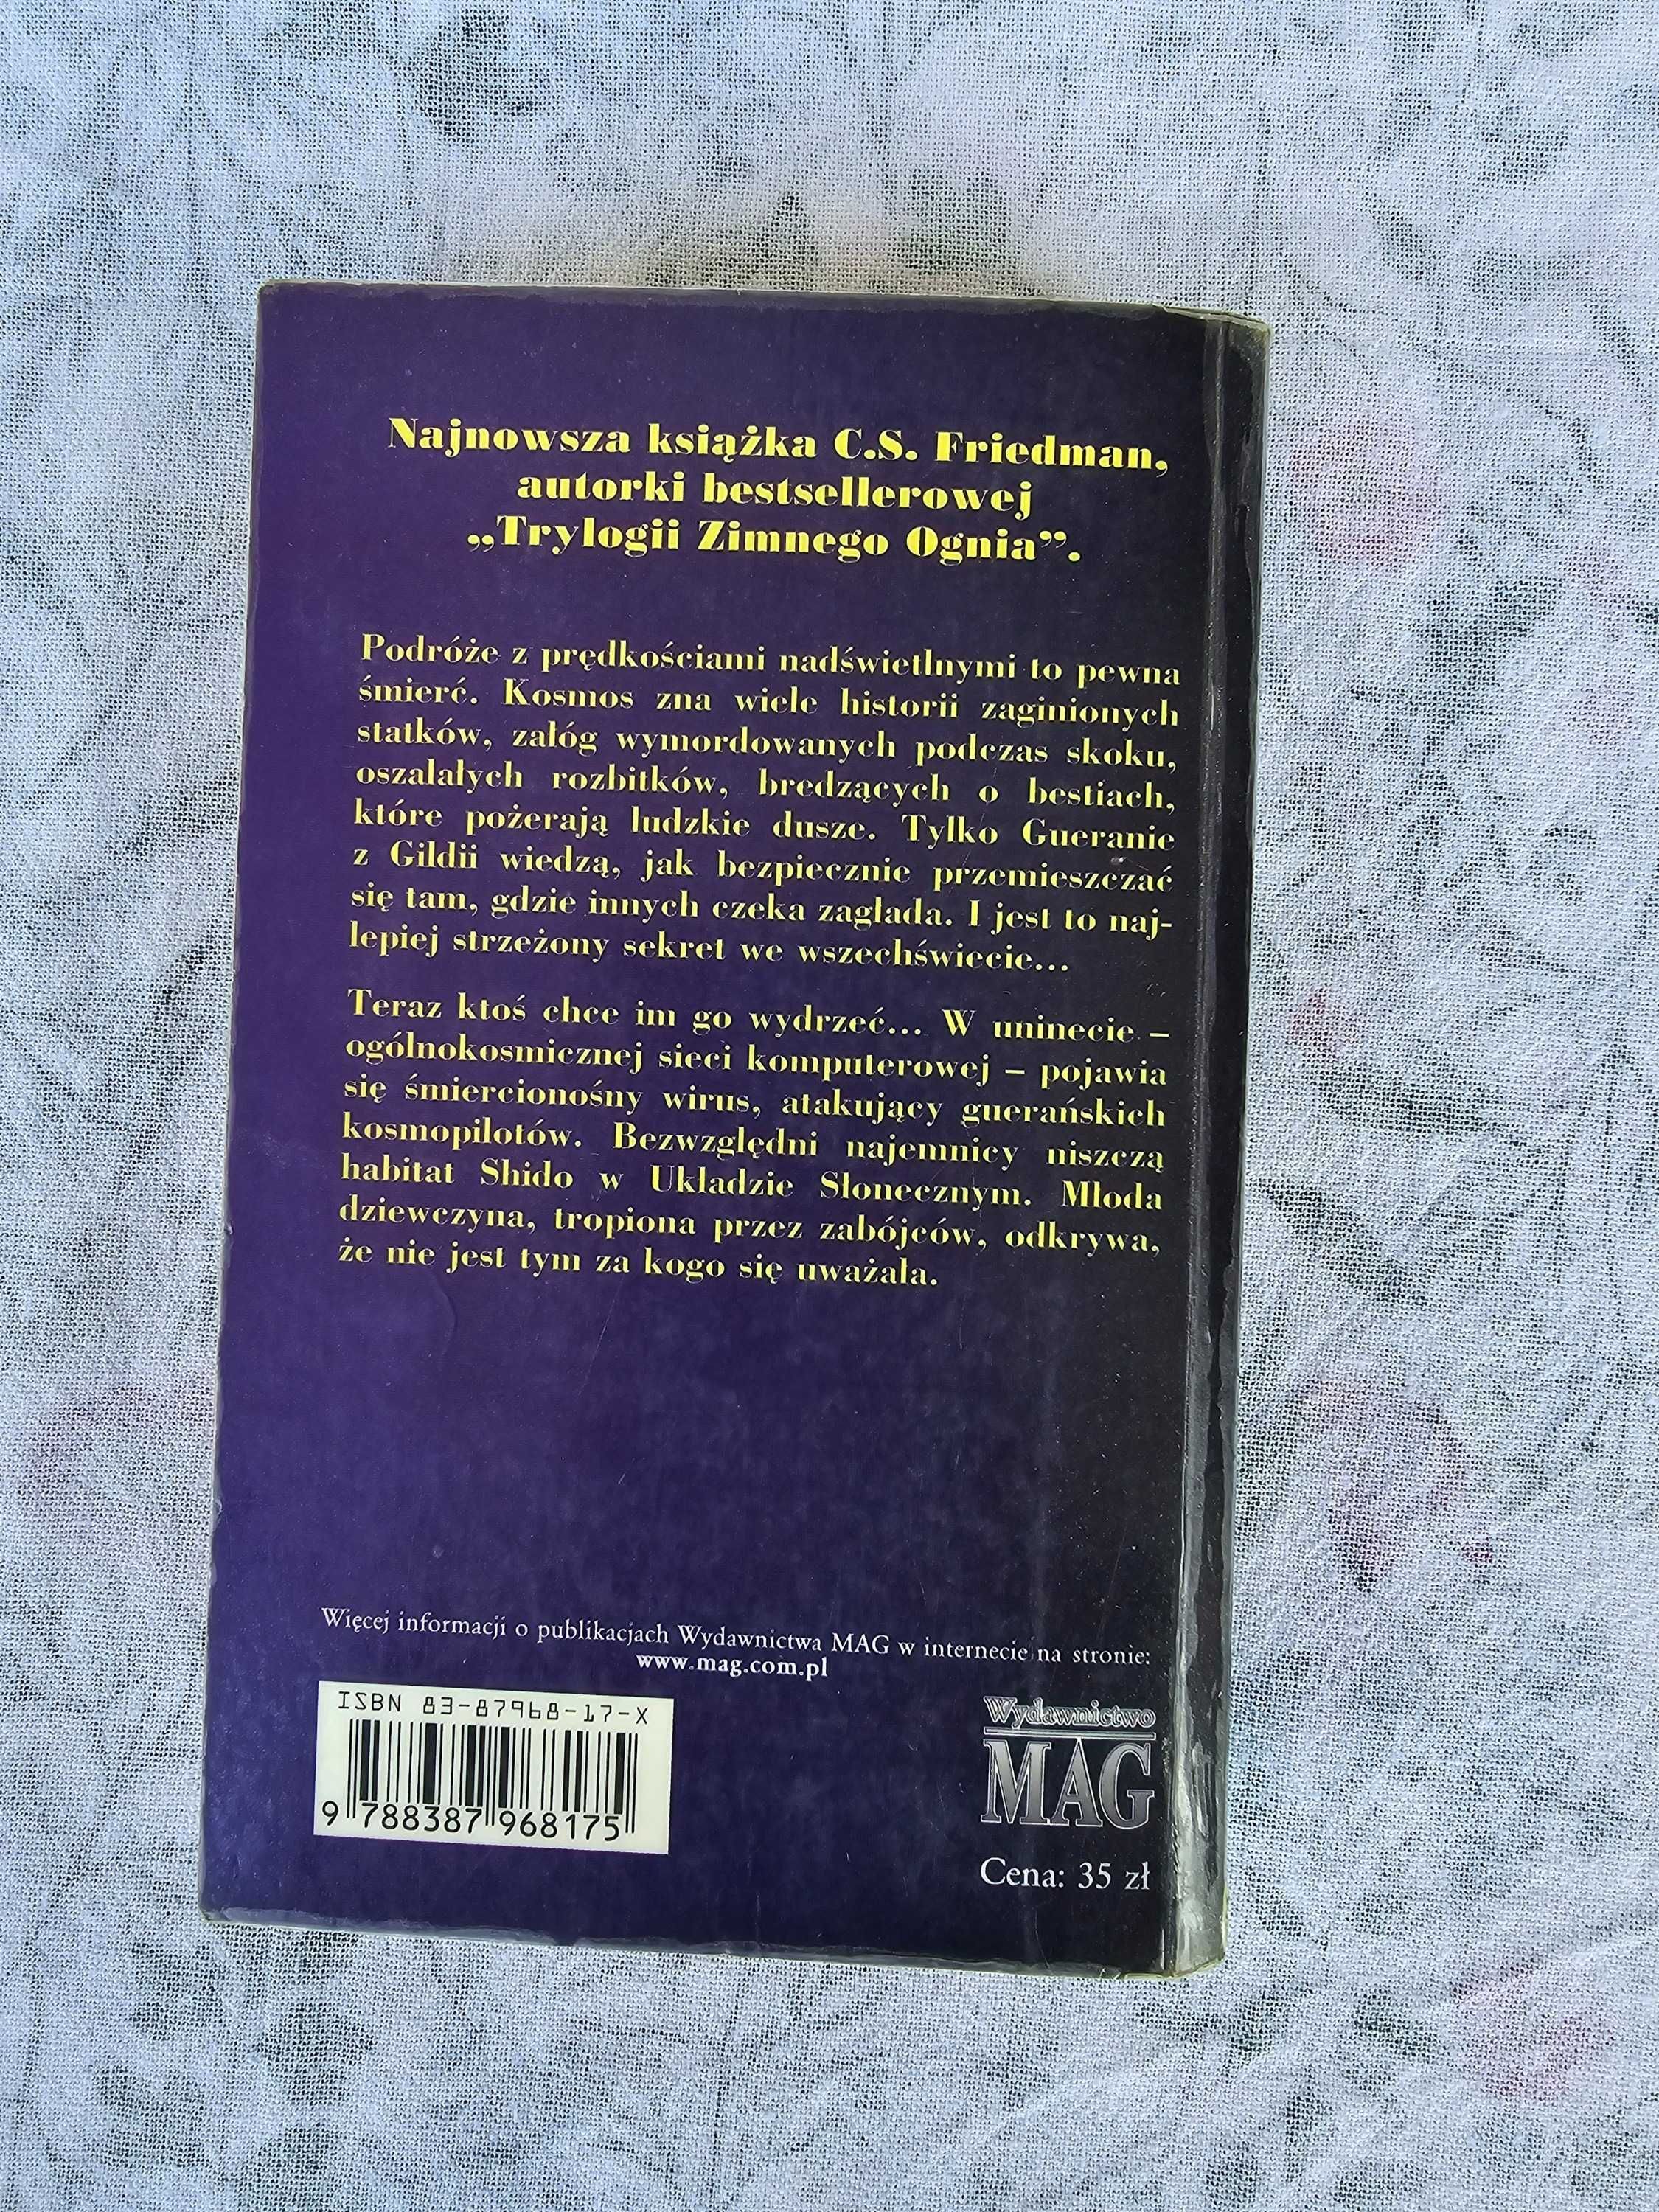 Najnowsza książka C.S. Friedman,
autorki bestsellerowej
„Trylogii Zimnego Ognia”.
Podróże z prędkościami nadświetlnymi to pewna
śmierć. Kosmos zna wiele historii zaginionych
statków, załóg wymordowanych podczas skoku,
oszalałych rozbitków, bredzących o bestiach,
które pożerają ludzkie dusze. Tylko Gueranie
z Gildii wiedzą, jak bezpiecznie przemieszczać
się tam, gdzie innych czeka zagłada. I jest to naj-
lepiej strzeżony sekret we wszechświecie...
Teraz ktoś chce im go wydrzeć... W uninecie –
ogólnokosmicznej sieci komputerowej – pojawia
się śmiercionośny wirus, atakujący guerańskich
kosmopilotów. Bezwzględni najemnicy niszczą
habitat Shido w Układzie Słonecznym. Młoda
dziewczyna, tropiona przez zabójców, odkrywa,
że nie jest tym za kogo się uważała.
Więcej informacji o publikacjach Wydawnictwa MAG w internecie na stronie:
www.mag.com.pl
ISBN 83-87968-17-X
9 788387 968175
Wydawnictwo
MAG
Cena: 35 zł